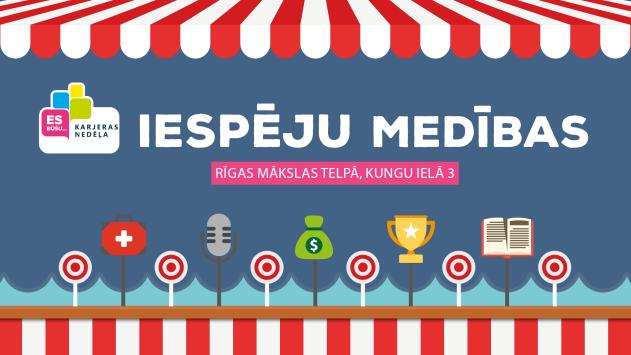 ES
BŪŠU...
KARJERAS
NEDĒĻA
IESPĒJU MEDĪBAS
RĪGAS MĀKSLAS TELPĀ, KUNGU IELĀ 3
$